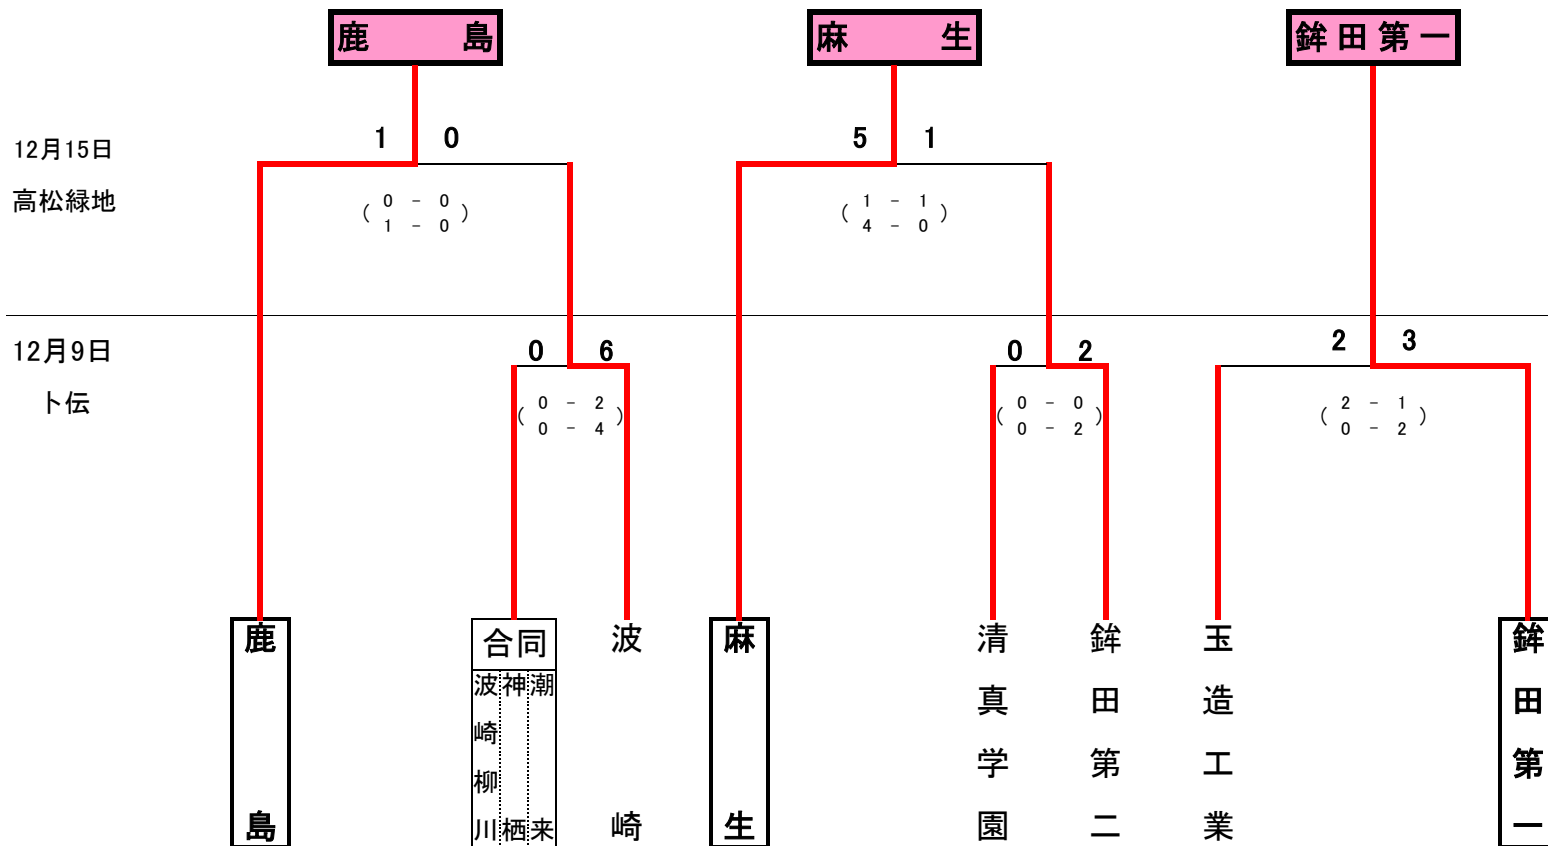 鹿島 麻生 鉾田第一
1 0 5 1
12月15日
高松緑地
( 0 - 0 ) ( 1 - 1 )
( 1 - 0 ) ( 4 - 0 )
2 3
12月9日 0 6 0 2
卜伝
( 0 - 2 ) ( 0 - 0 ) ( 2 - 1 )
( 0 - 4 ) ( 0 - 2 ) ( 0 - 2 )
鹿島
合同
波崎柳川
神栖
潮来
波崎
麻生
清真学園
鉾田第二
玉造工業
鉾田第一